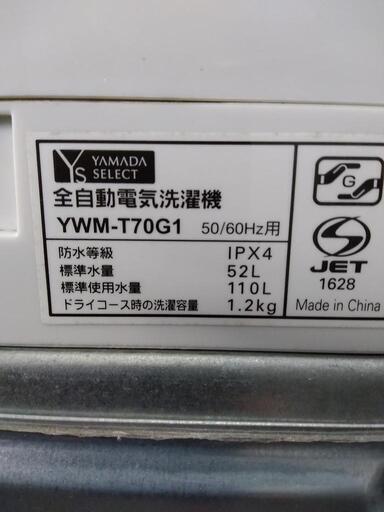 YS YAMADA
SELECT
全自動電気洗濯機
YWM-T70G1 50/60Hz用
防水等級 IPX4
標準水量 52L
標準使用水量 110L
ドライコース時の洗濯容量 1.2kg
G
S
JET
1628
Made in China